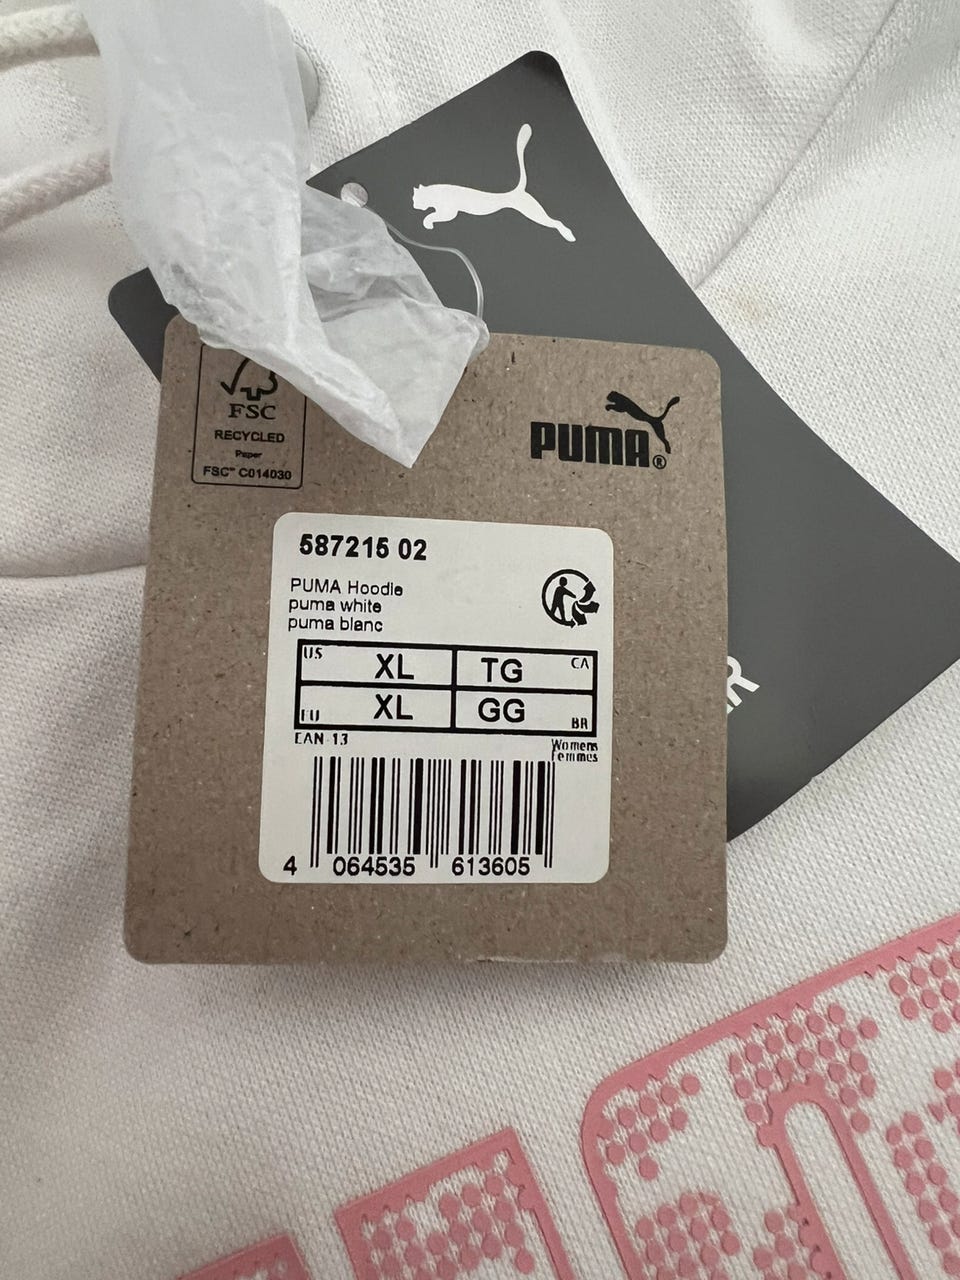 FSC
RECYCLED
Paper
FSC™ C014030
PUMA®
587215 02
PUMA Hoodie
puma white
puma blanc
US XL TG CA
EU XL GG BR
EAN 13
Womens
Femmes
4 064535 613605